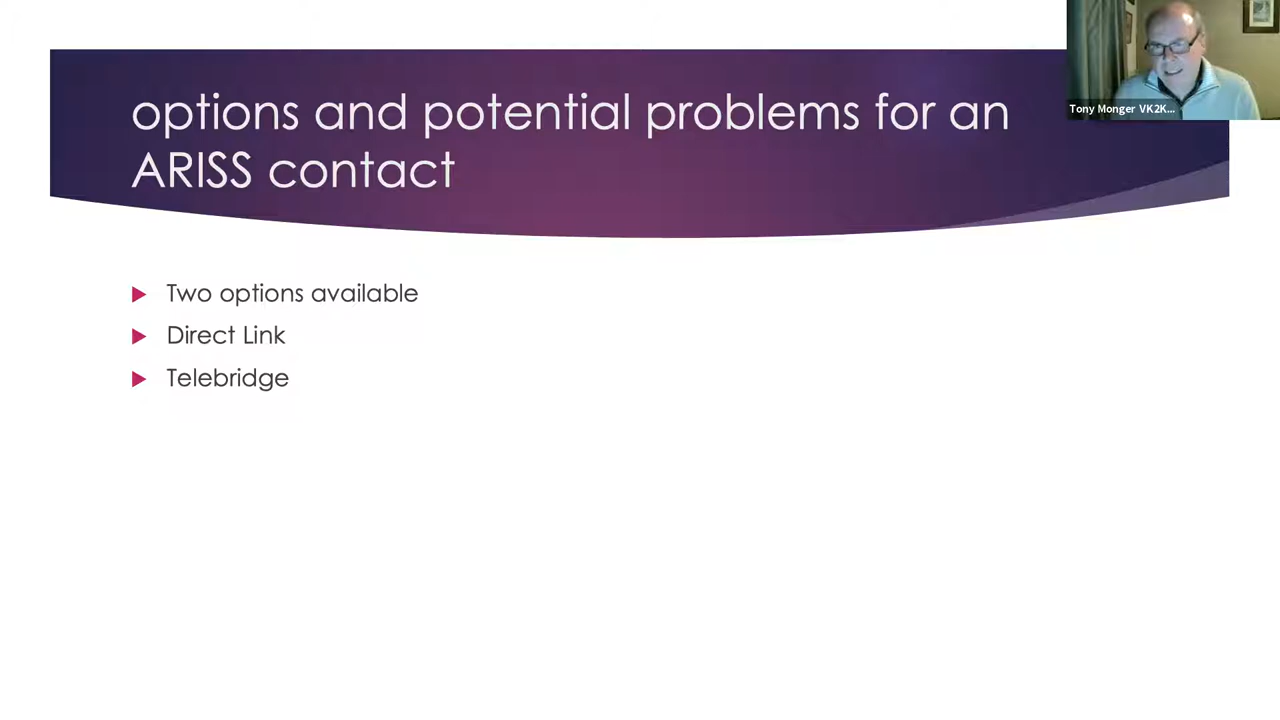 options and potential problems for an
ARISS contact
Tony Monger VK2K...
Two options available
Direct Link
Telebridge